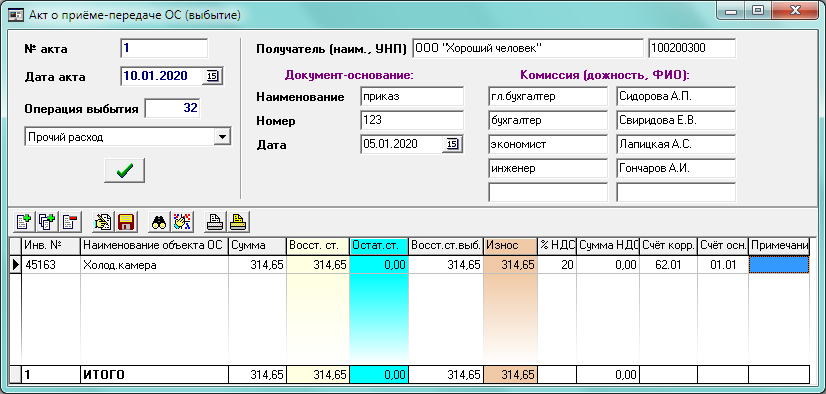 Акт о приёме-передаче ОС (выбытие)
№ акта 1
Дата акта 10.01.2020 15
Операция выбытия 32
Прочий расход
Получатель (наим., УНП) ООО "Хороший человек" 100200300
Документ-основание:
Наименование приказ
Номер 123
Дата 05.01.2020 15
Комиссия (дожность, ФИО):
гл.бухгалтер Сидорова А.П.
бухгалтер Свиридова Е.В.
экономист Лапицкая А.С.
инженер Гончаров А.И.
Инв. № Наименование объекта ОС Сумма Восст. ст. Остат.ст. Восст.ст.выб. Износ % НДС Сумма НДС Счёт корр. Счёт осн. Примечани
45163 Холод.камера 314,65 314,65 0,00 314,65 314,65 20 0,00 62.01 01.01
1 ИТОГО 314,65 314,65 0,00 314,65 314,65 0,00